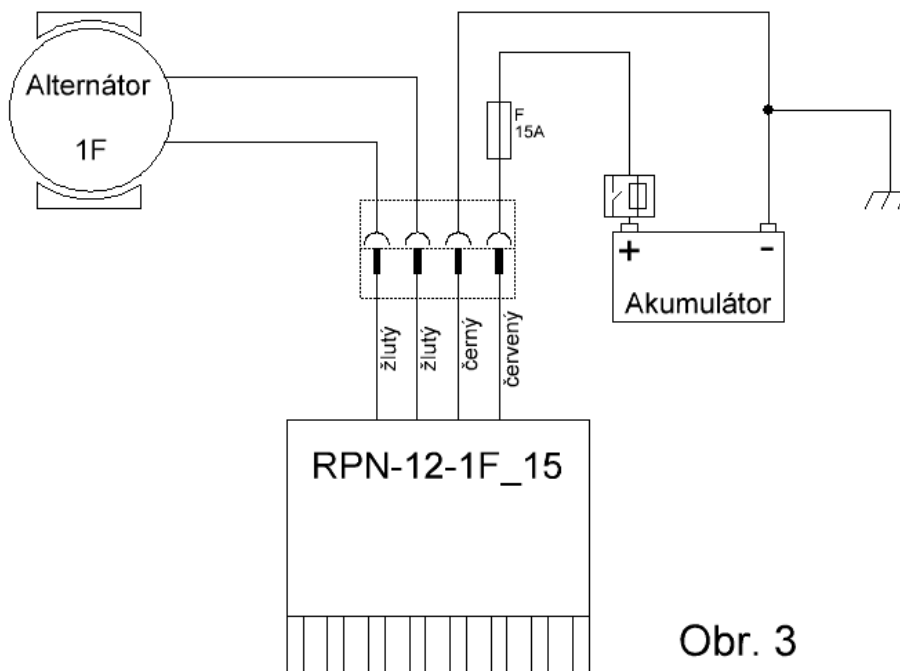 Alternátor
1F
F
15A
+
-
Akumulátor
žlutý
žlutý
černý
červený
RPN-12-1F_15
Obr. 3